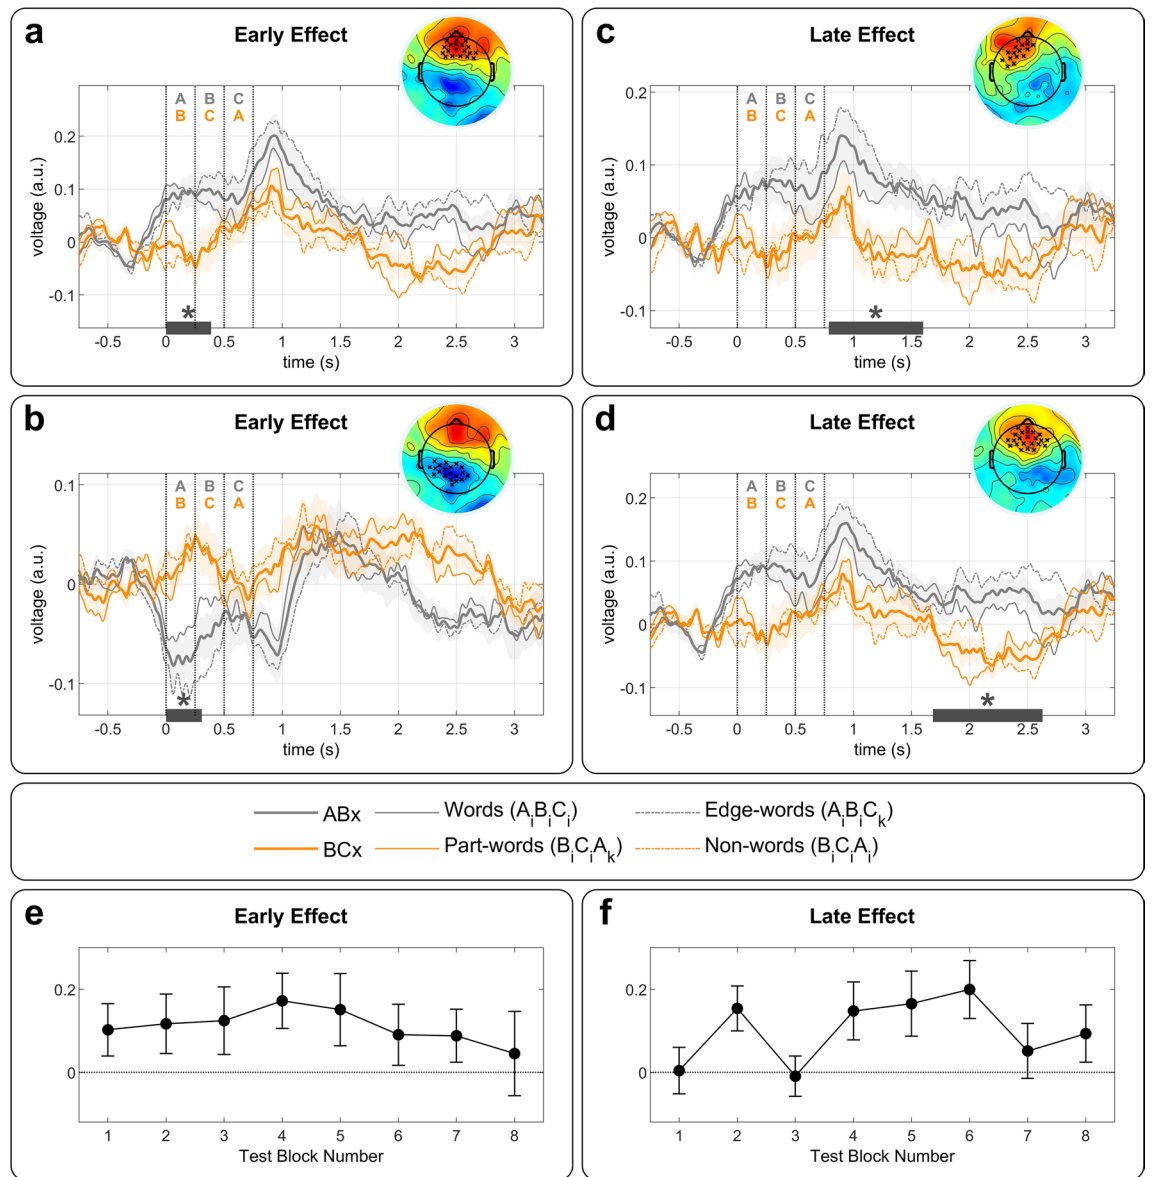 a
Early Effect
A B C
B C A
voltage (a.u.)
0.2
0.1
0
-0.1
*
-0.5 0 0.5 1 1.5 2 2.5 3
time (s)
c
Late Effect
A B C
B C A
voltage (a.u.)
0.2
0.1
0
-0.1
*
-0.5 0 0.5 1 1.5 2 2.5 3
time (s)
b
Early Effect
A B C
B C A
voltage (a.u.)
0.1
0
-0.1
*
-0.5 0 0.5 1 1.5 2 2.5 3
time (s)
d
Late Effect
A B C
B C A
voltage (a.u.)
0.2
0.1
0
-0.1
*
-0.5 0 0.5 1 1.5 2 2.5 3
time (s)
ABx Words (AiBiCi) Edge-words (AiBiCk)
BCx Part-words (BiCiAk) Non-words (BiCiAi)
e
Early Effect
0.2
0
1 2 3 4 5 6 7 8
Test Block Number
f
Late Effect
0.2
0
1 2 3 4 5 6 7 8
Test Block Number